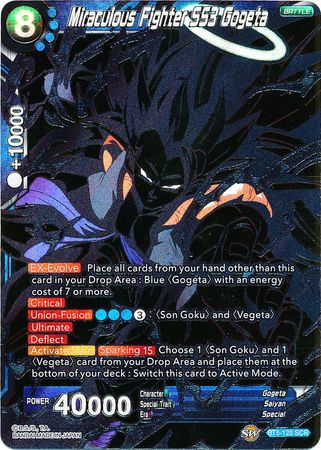 8
Miraculous Fighter SS3 Gogeta
BATTLE
+10000
EX-Evolve Place all cards from your hand other than this
card in your Drop Area : Blue 〈Gogeta〉 with an energy
cost of 7 or more.
Critical
Union-Fusion 3 : 〈Son Goku〉 and 〈Vegeta〉
Ultimate
Deflect
Activate Main Sparking 15 Choose 1 〈Son Goku〉 and 1
〈Vegeta〉 card from your Drop Area and place them at the
bottom of your deck : Switch this card to Active Mode.
POWER 40000
Character Gogeta
Special Trait Saiyan
Era Special
BANDAI MADE IN JAPAN
BT5-120 SCR